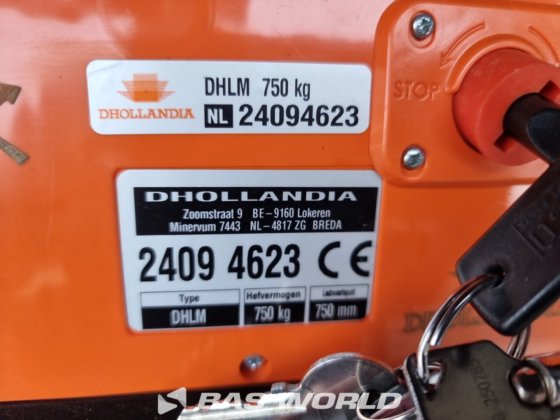 DHOLLANDIA
DHLM 750 kg
NL 24094623
STOP
DHOLLANDIA
Zoomstraat 9 BE-9160 Lokeren
Minervum 7443 NL-4817 ZG BREDA
2409 4623 CE
Type Hefvermogen
DHLM 750 kg 750 mm
BAS WORLD